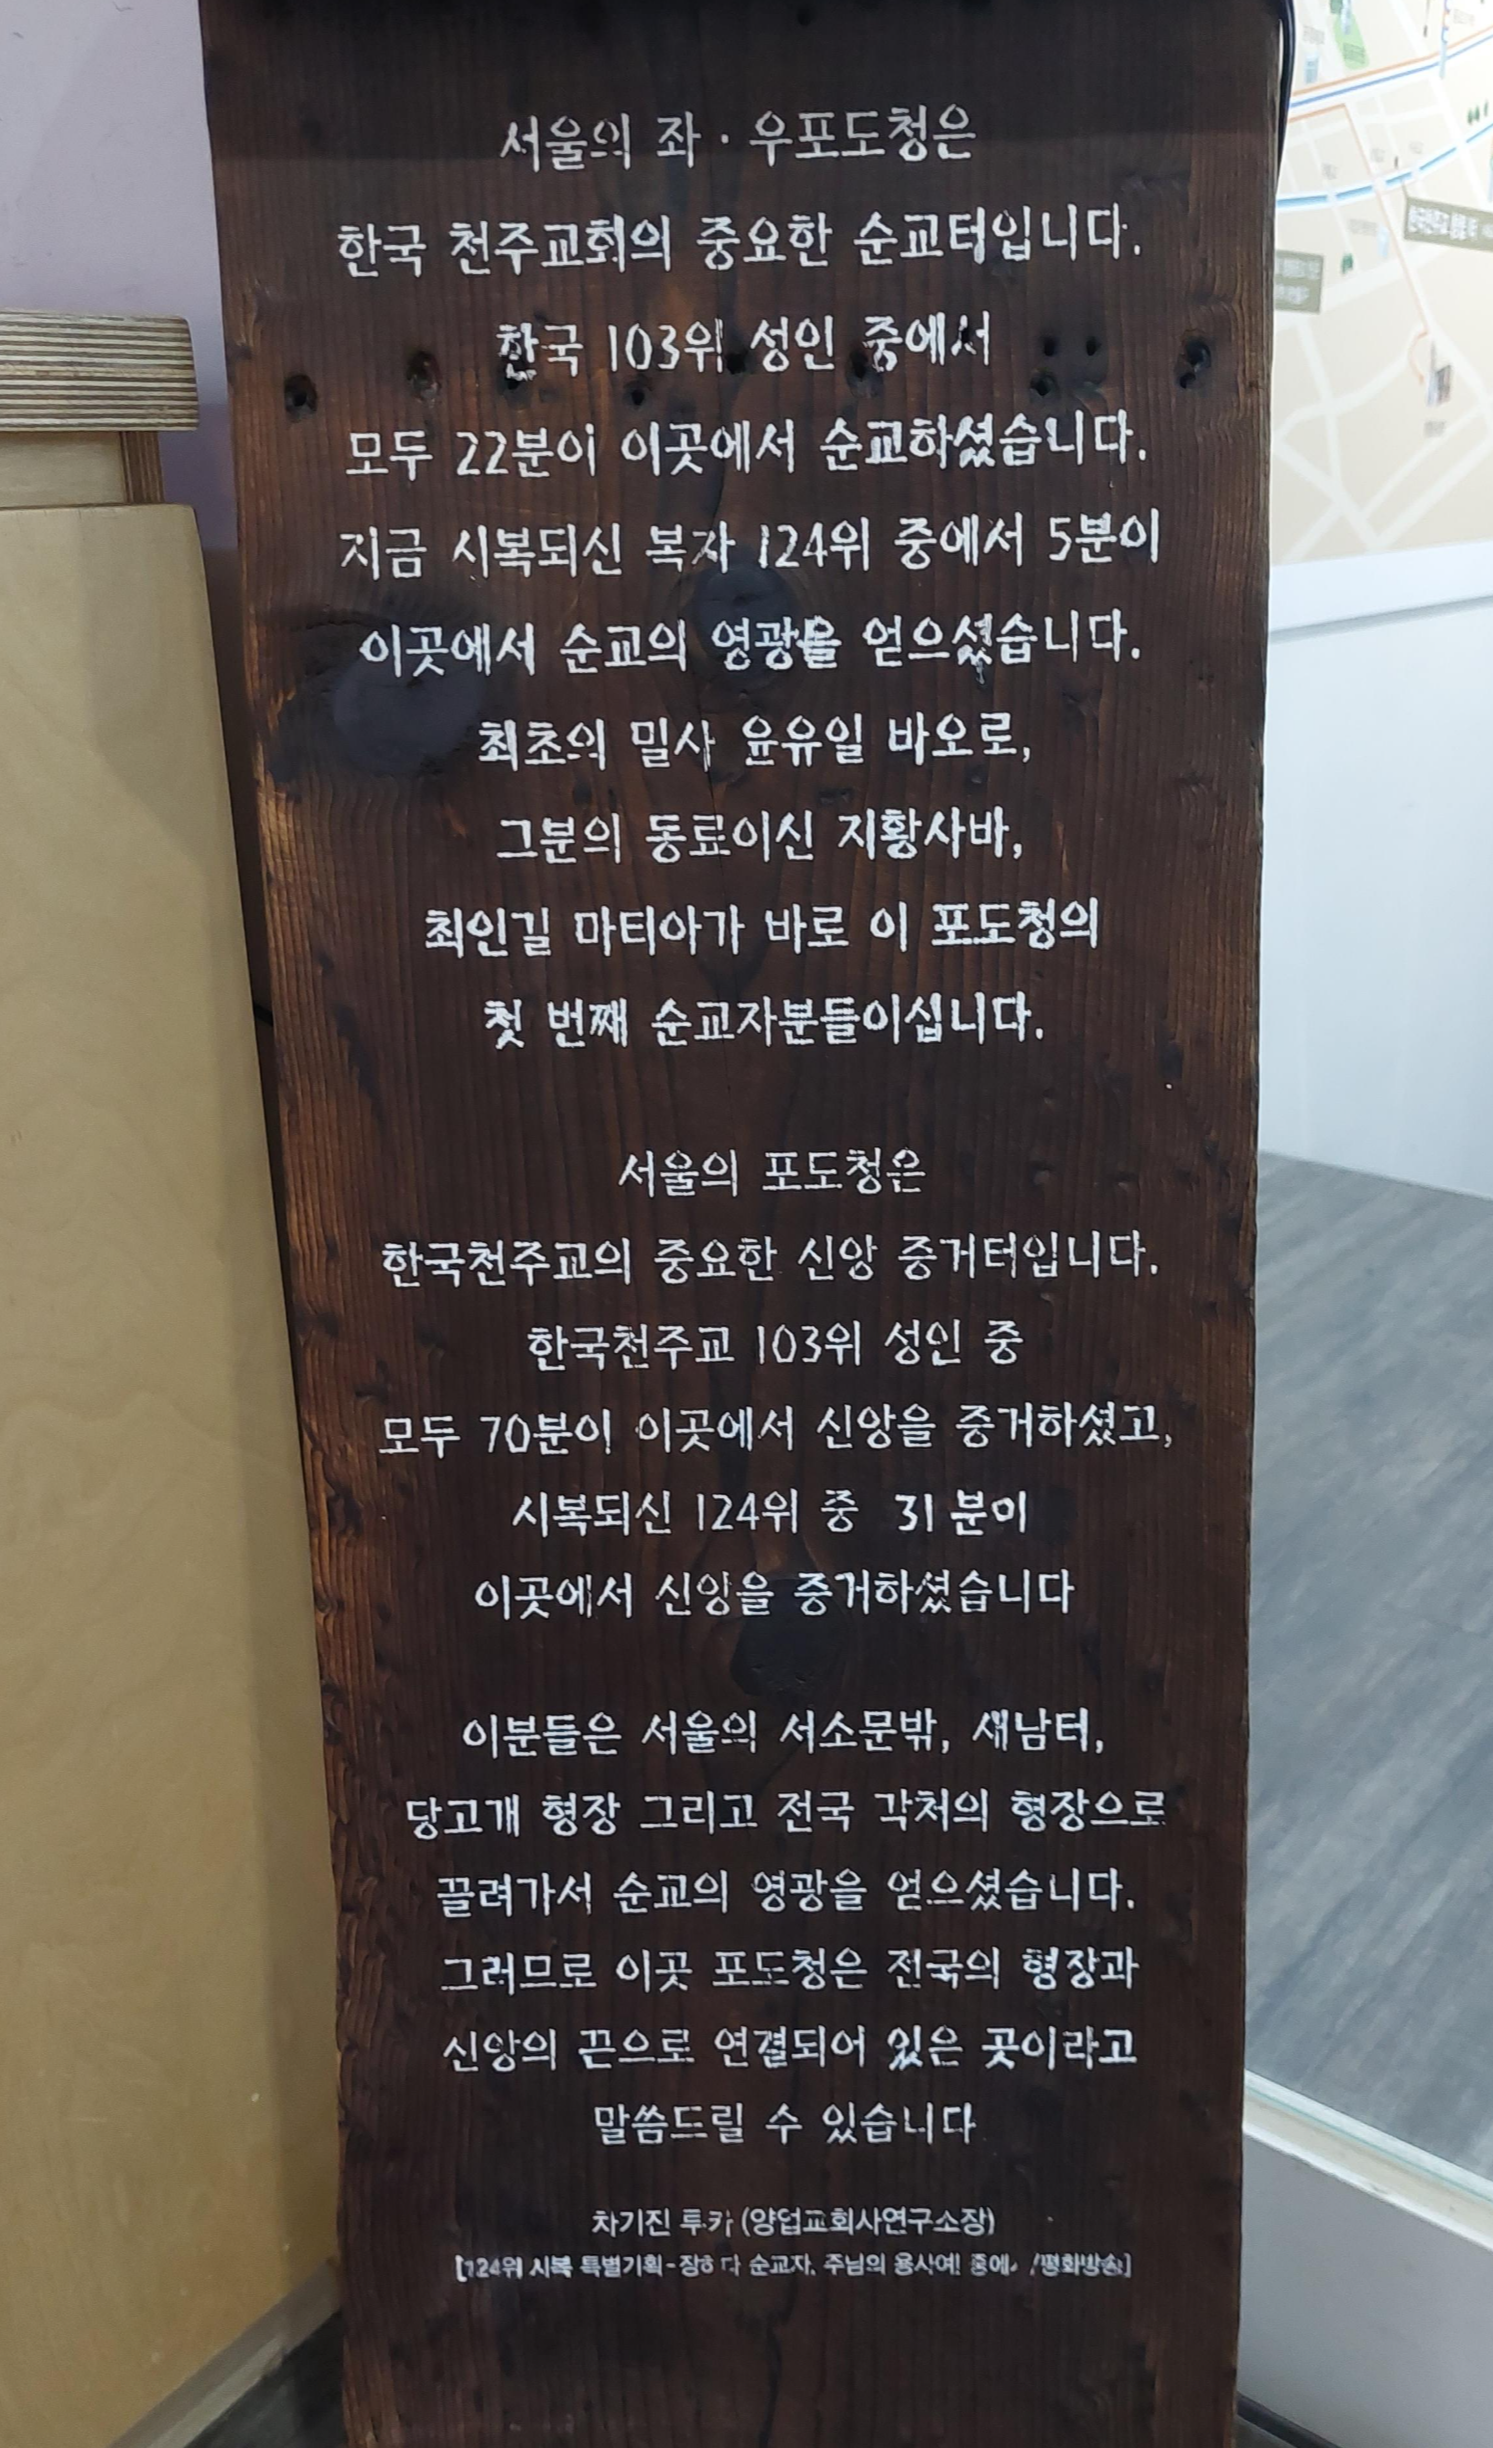 서울의 좌 · 우포도청은
한국 천주교회의 중요한 순교터입니다.
한국 103위 성인 중에서
모두 22분이 이곳에서 순교하셨습니다.
지금 시복되신 복자 124위 중에서 5분이
이곳에서 순교의 영광을 얻으셨습니다.
최초의 밀사 윤유일 바오로,
그분의 동료이신 지황사바,
최인길 마티아가 바로 이 포도청의
첫 번째 순교자분들이십니다.
서울의 포도청은
한국천주교의 중요한 신앙 증거터입니다.
한국천주교 103위 성인 중
모두 70분이 이곳에서 신앙을 증거하셨고,
시복되신 124위 중 31분이
이곳에서 신앙을 증거하셨습니다
이분들은 서울의 서소문밖, 새남터,
당고개 형장 그리고 전국 각처의 형장으로
끌려가서 순교의 영광을 얻으셨습니다.
그러므로 이곳 포도청은 전국의 형장과
신앙의 끈으로 연결되어 있은 곳이라고
말씀드릴 수 있습니다
차기진 루카 (양업교회사연구소장)
[124위 시복 특별기획-장하다 순교자, 주님의 용사여! 중에서/평화방송]